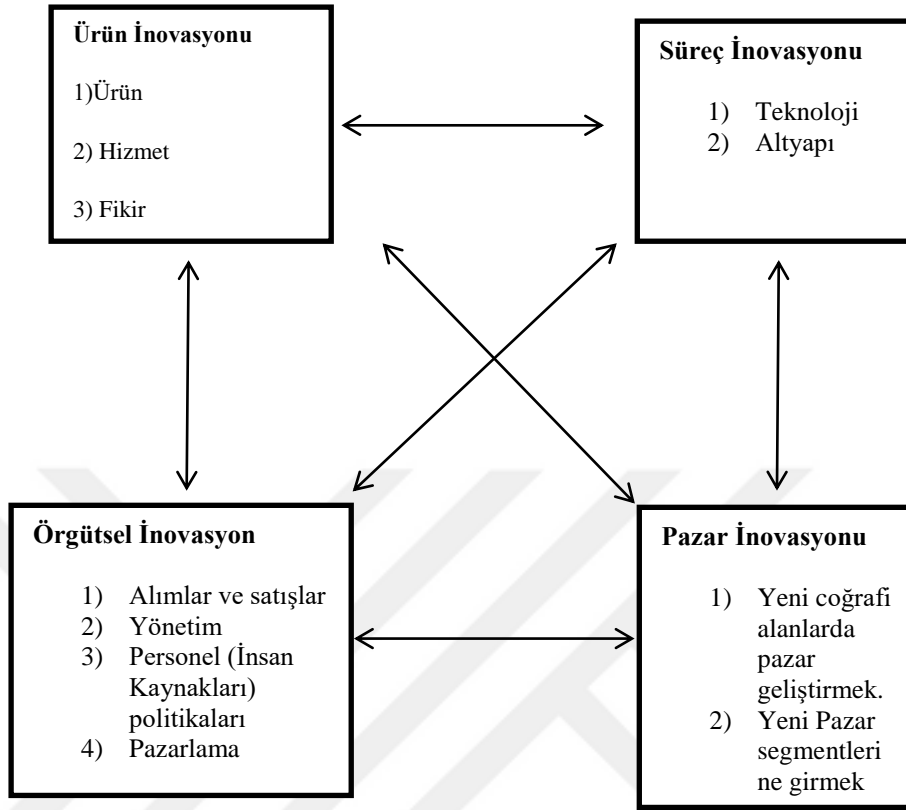 Ürün İnovasyonu
1)Ürün
2) Hizmet
3) Fikir
Süreç İnovasyonu
1) Teknoloji
2) Altyapı
Örgütsel İnovasyon
1) Alımlar ve satışlar
2) Yönetim
3) Personel (İnsan
Kaynakları)
politikaları
4) Pazarlama
Pazar İnovasyonu
1) Yeni coğrafi
alanlarda
pazar
geliştirmek.
2) Yeni Pazar
segmentleri
ne girmek